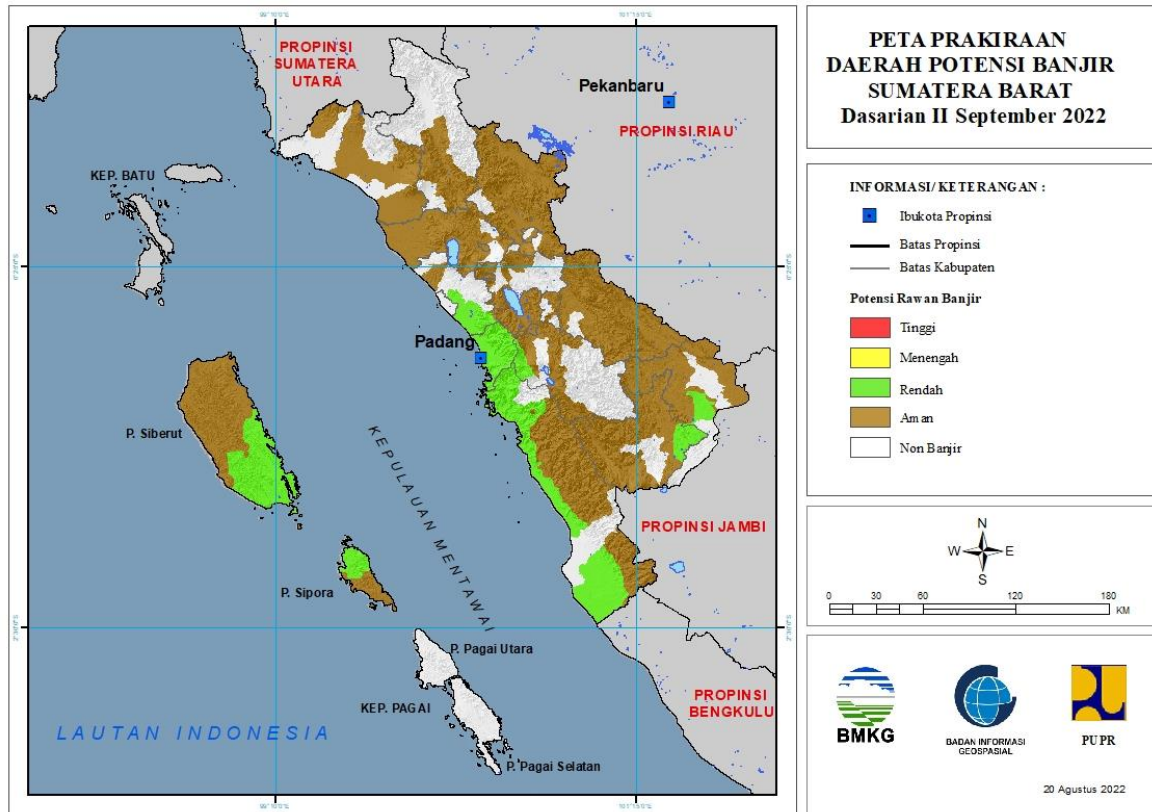 PROPINSI
SUMATERA
UTARA
Pekanbaru
PROPINSI RIAU
KEP. BATU
Padang
P. Siberut
KEPULAUAN MENTAWAI
PROPINSI JAMBI
P. Sipora
P. Pagai Utara
KEP. PAGAI
PROPINSI
BENGKULU
LAUTAN INDONESIA
P. Pagai Selatan
PETA PRAKIRAAN
DAERAH POTENSI BANJIR
SUMATERA BARAT
Dasarian II September 2022
INFORMASI/ KETERANGAN :
Ibukota Propinsi
Batas Propinsi
Batas Kabupaten
Potensi Rawan Banjir
Tinggi
Menengah
Rendah
Aman
Non Banjir
N
W E
S
0 30 60 120 180
KM
BMKG
BADAN INFORMASI
GEOSPASIAL
PUPR
20 Agustus 2022